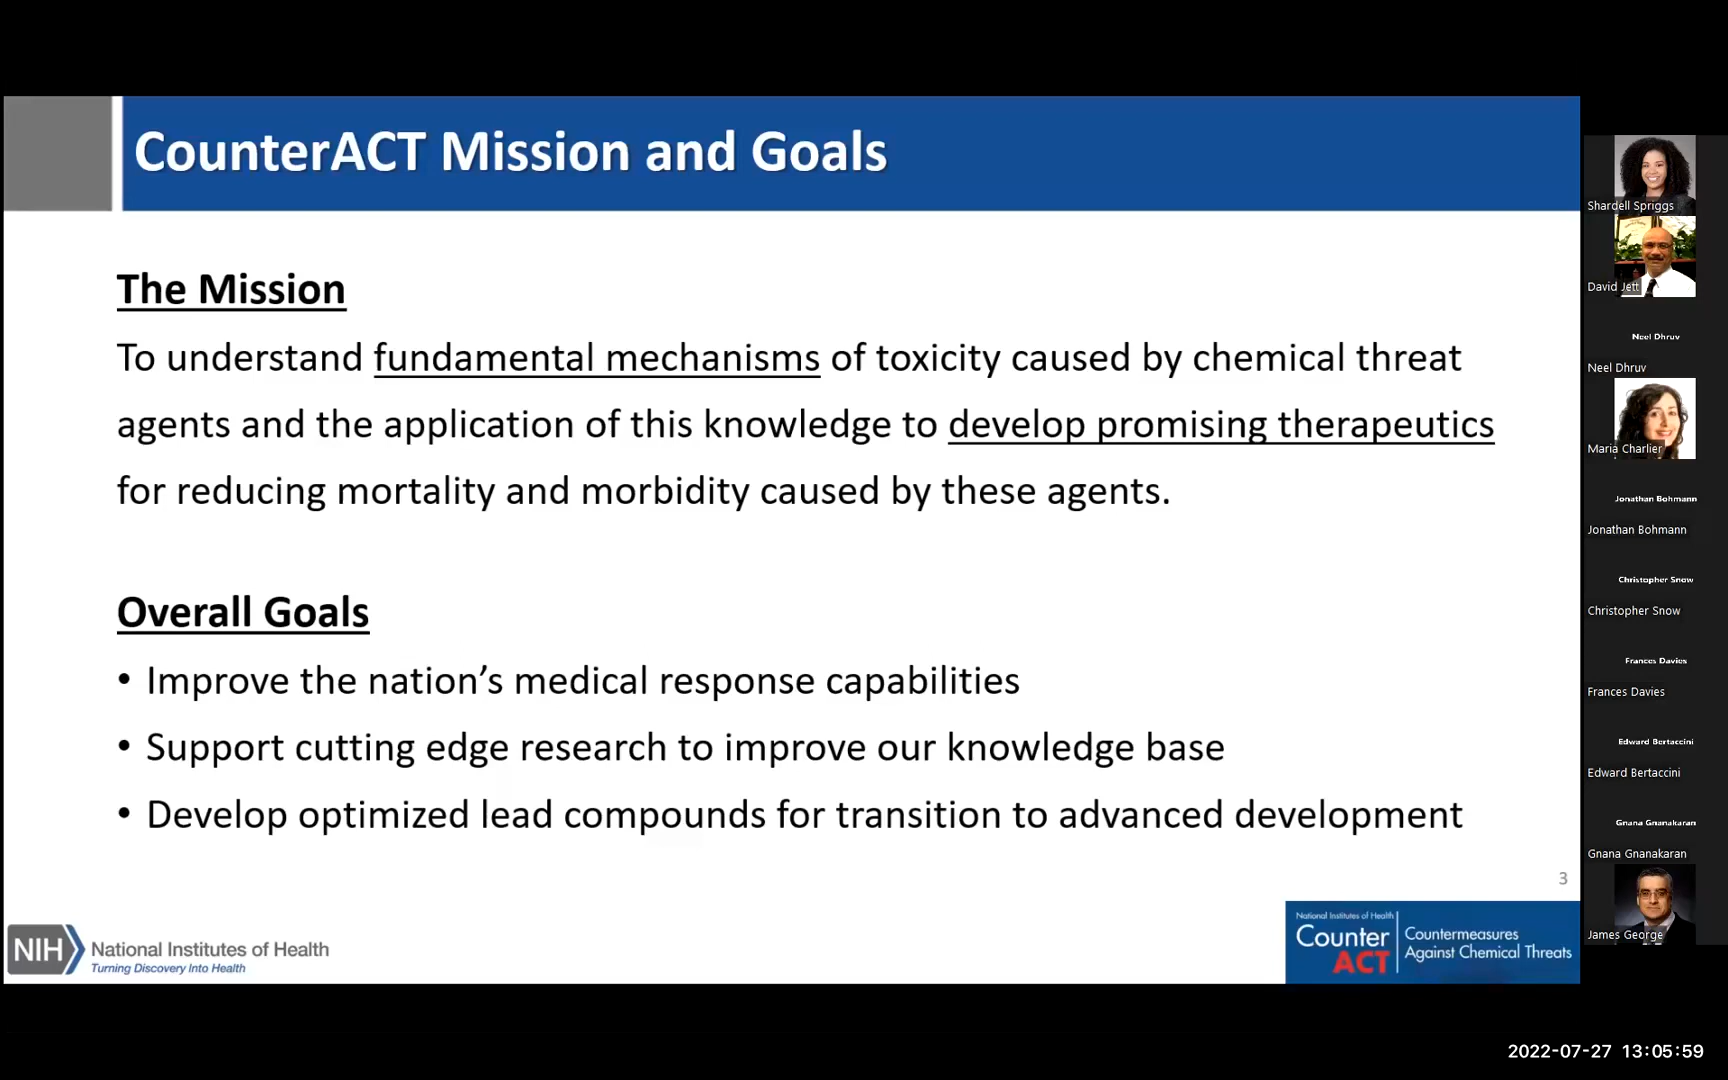 CounterACT Mission and Goals
The Mission
To understand fundamental mechanisms of toxicity caused by chemical threat
agents and the application of this knowledge to develop promising therapeutics
for reducing mortality and morbidity caused by these agents.
Overall Goals
• Improve the nation’s medical response capabilities
• Support cutting edge research to improve our knowledge base
• Develop optimized lead compounds for transition to advanced development
3
NIH National Institutes of Health
Turning Discovery Into Health
National Institutes of Health
Counter
ACT
Countermeasures
Against Chemical Threats
Shardell Spriggs
David Jett
Neel Dhruv
Neel Dhruv
Maria Charlier
Jonathan Bohmann
Jonathan Bohmann
Christopher Snow
Christopher Snow
Frances Davies
Frances Davies
Edward Bertaccini
Edward Bertaccini
Gnana Gnanakaran
Gnana Gnanakaran
James George
2022-07-27 13:05:59